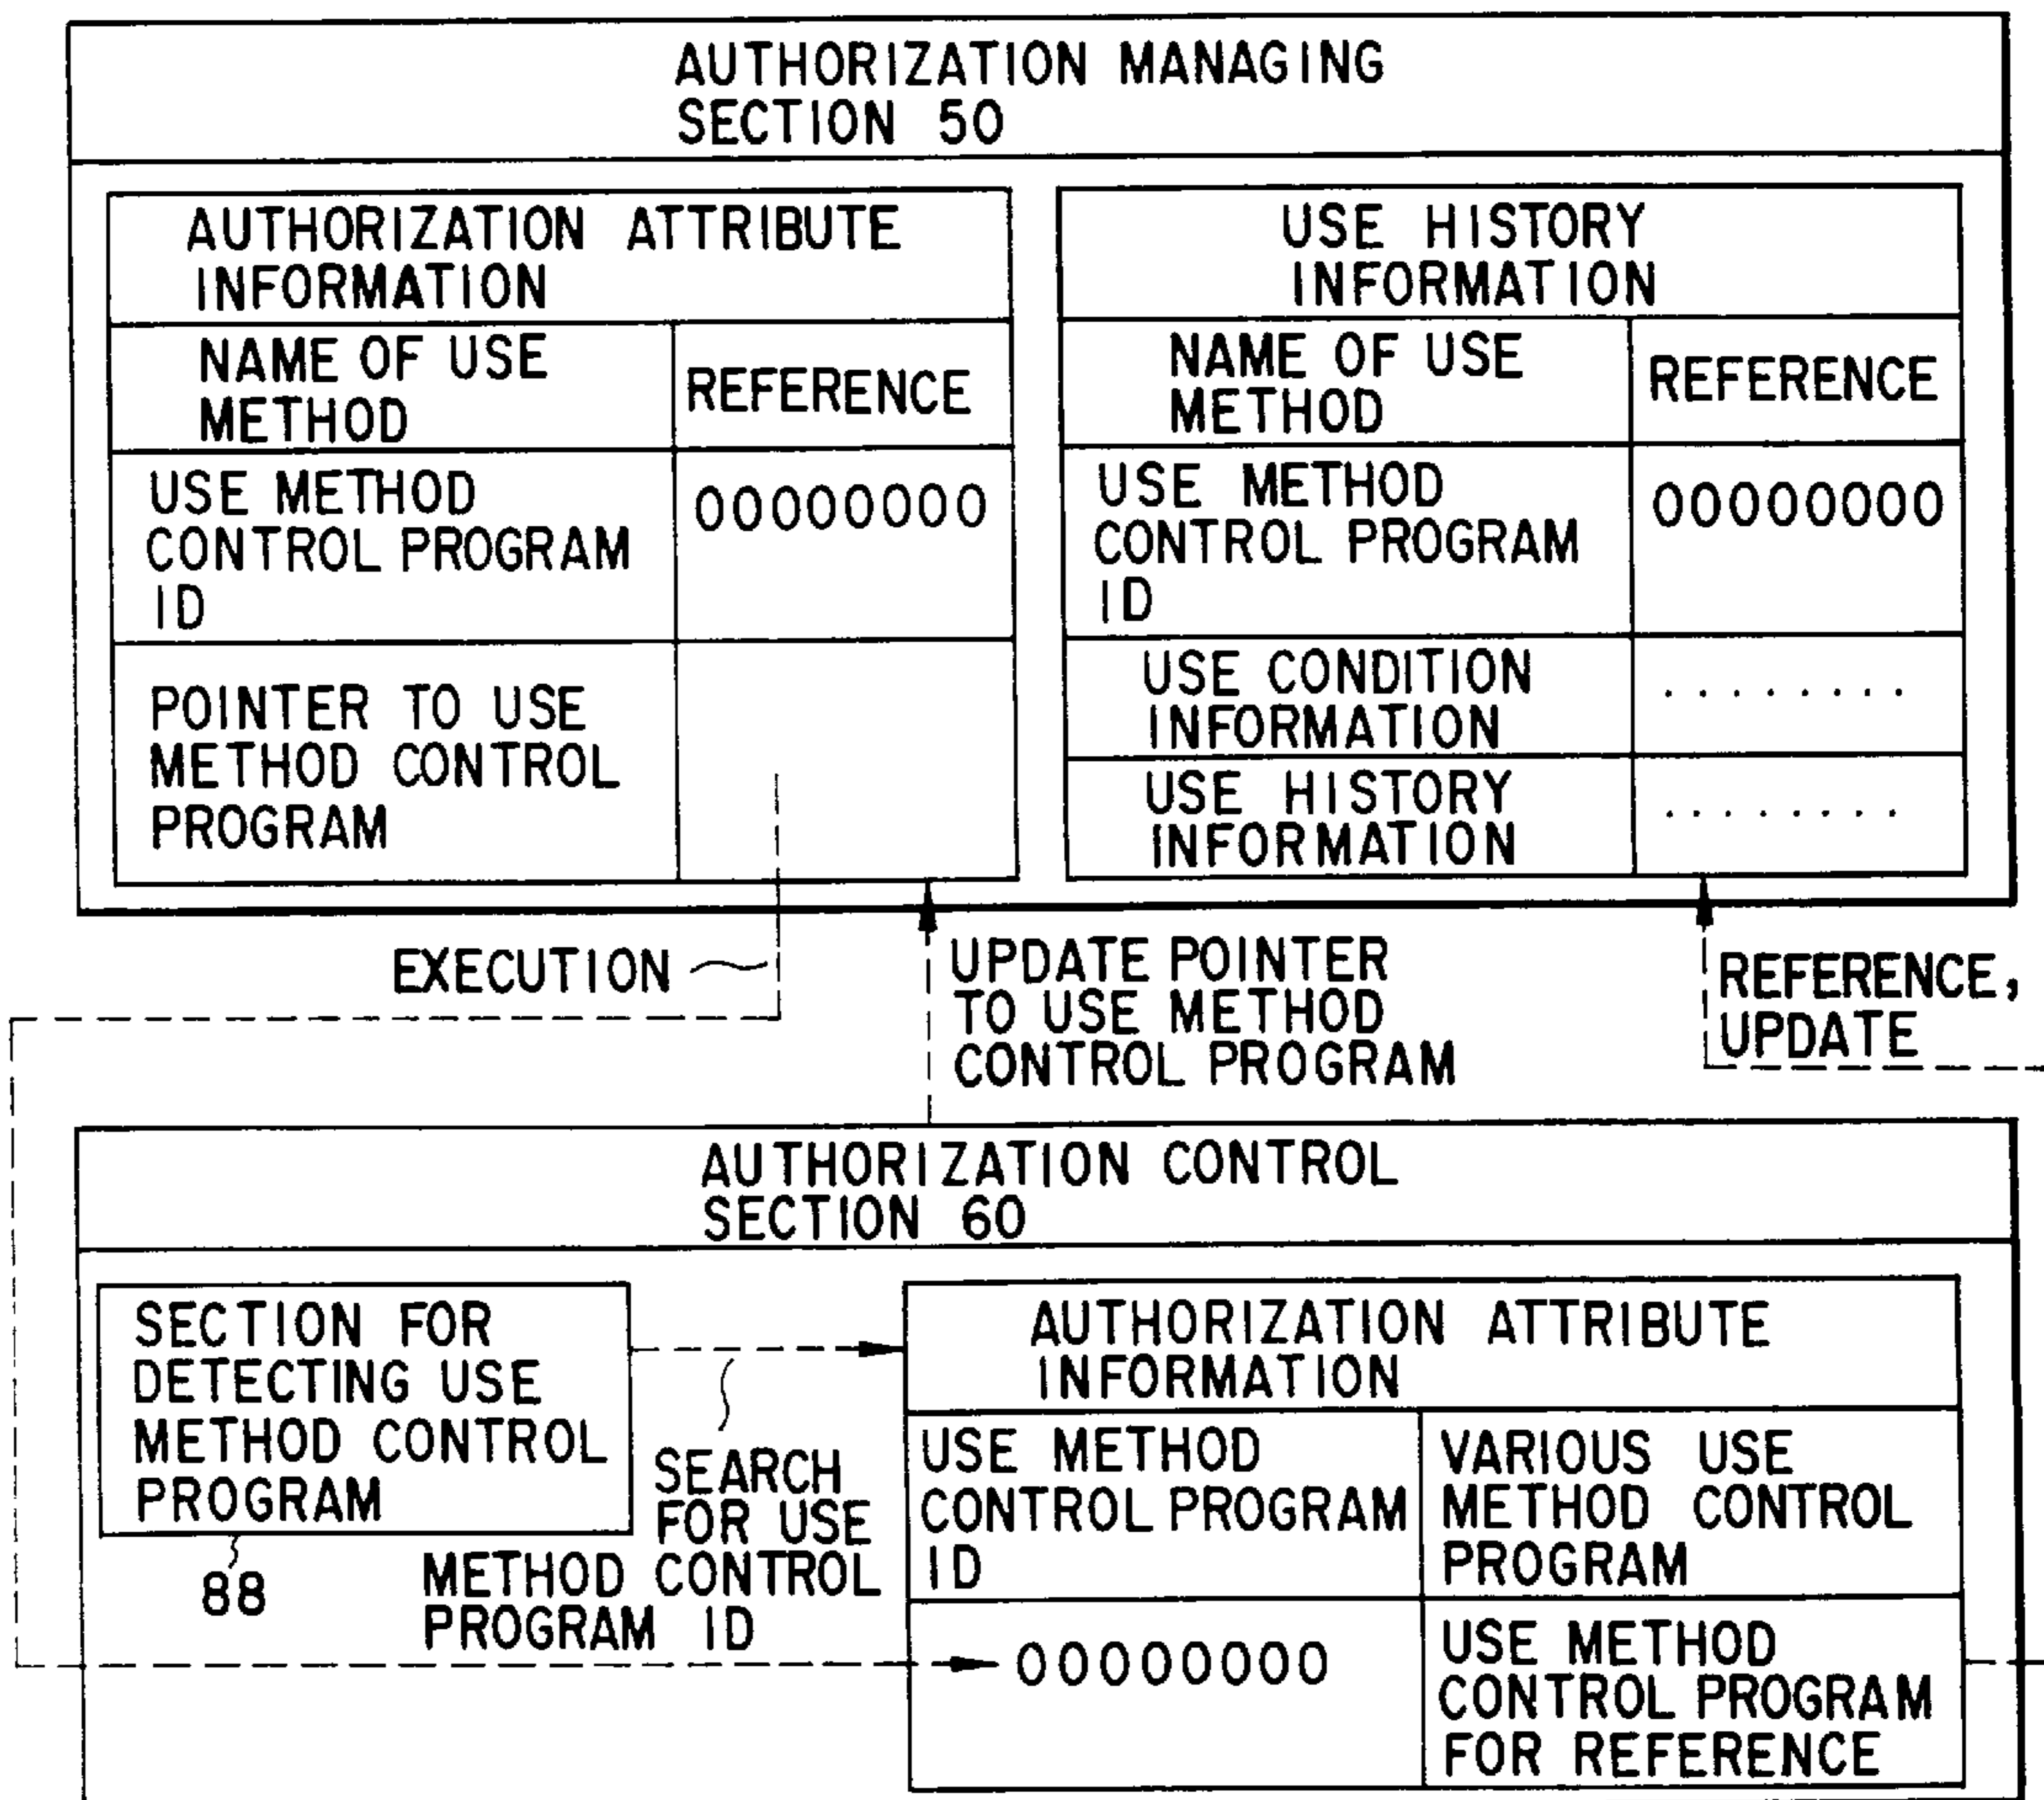 AUTHORIZATION MANAGING
SECTION 50
AUTHORIZATION ATTRIBUTE
INFORMATION
NAME OF USE
METHOD
REFERENCE
USE METHOD
CONTROL PROGRAM
ID
00000000
POINTER TO USE
METHOD CONTROL
PROGRAM
USE HISTORY
INFORMATION
NAME OF USE
METHOD
REFERENCE
USE METHOD
CONTROL PROGRAM
ID
00000000
USE CONDITION
INFORMATION
........
USE HISTORY
INFORMATION
........
EXECUTION
UPDATE POINTER
TO USE METHOD
CONTROL PROGRAM
REFERENCE,
UPDATE
AUTHORIZATION CONTROL
SECTION 60
SECTION FOR
DETECTING USE
METHOD CONTROL
PROGRAM
88
SEARCH
FOR USE
METHOD CONTROL
PROGRAM ID
AUTHORIZATION ATTRIBUTE
INFORMATION
USE METHOD
CONTROL PROGRAM
ID
VARIOUS USE
METHOD CONTROL
PROGRAM
00000000
USE METHOD
CONTROL PROGRAM
FOR REFERENCE